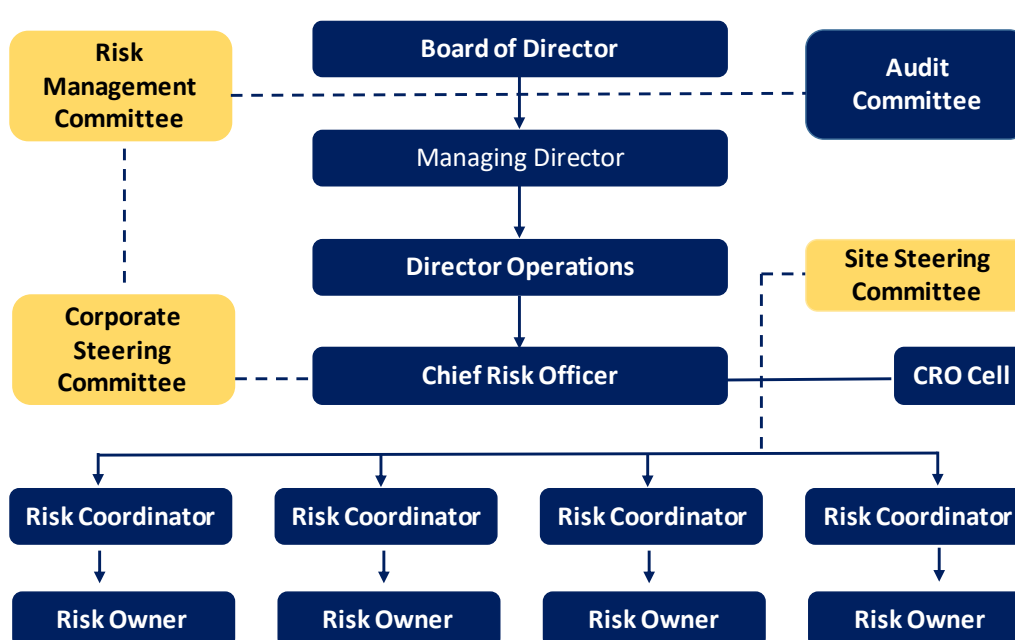 Risk
Management
Committee
Board of Director
Audit
Committee
Managing Director
Director Operations
Site Steering
Committee
Corporate
Steering
Committee
Chief Risk Officer
CRO Cell
Risk Coordinator
Risk Coordinator
Risk Coordinator
Risk Coordinator
Risk Owner
Risk Owner
Risk Owner
Risk Owner